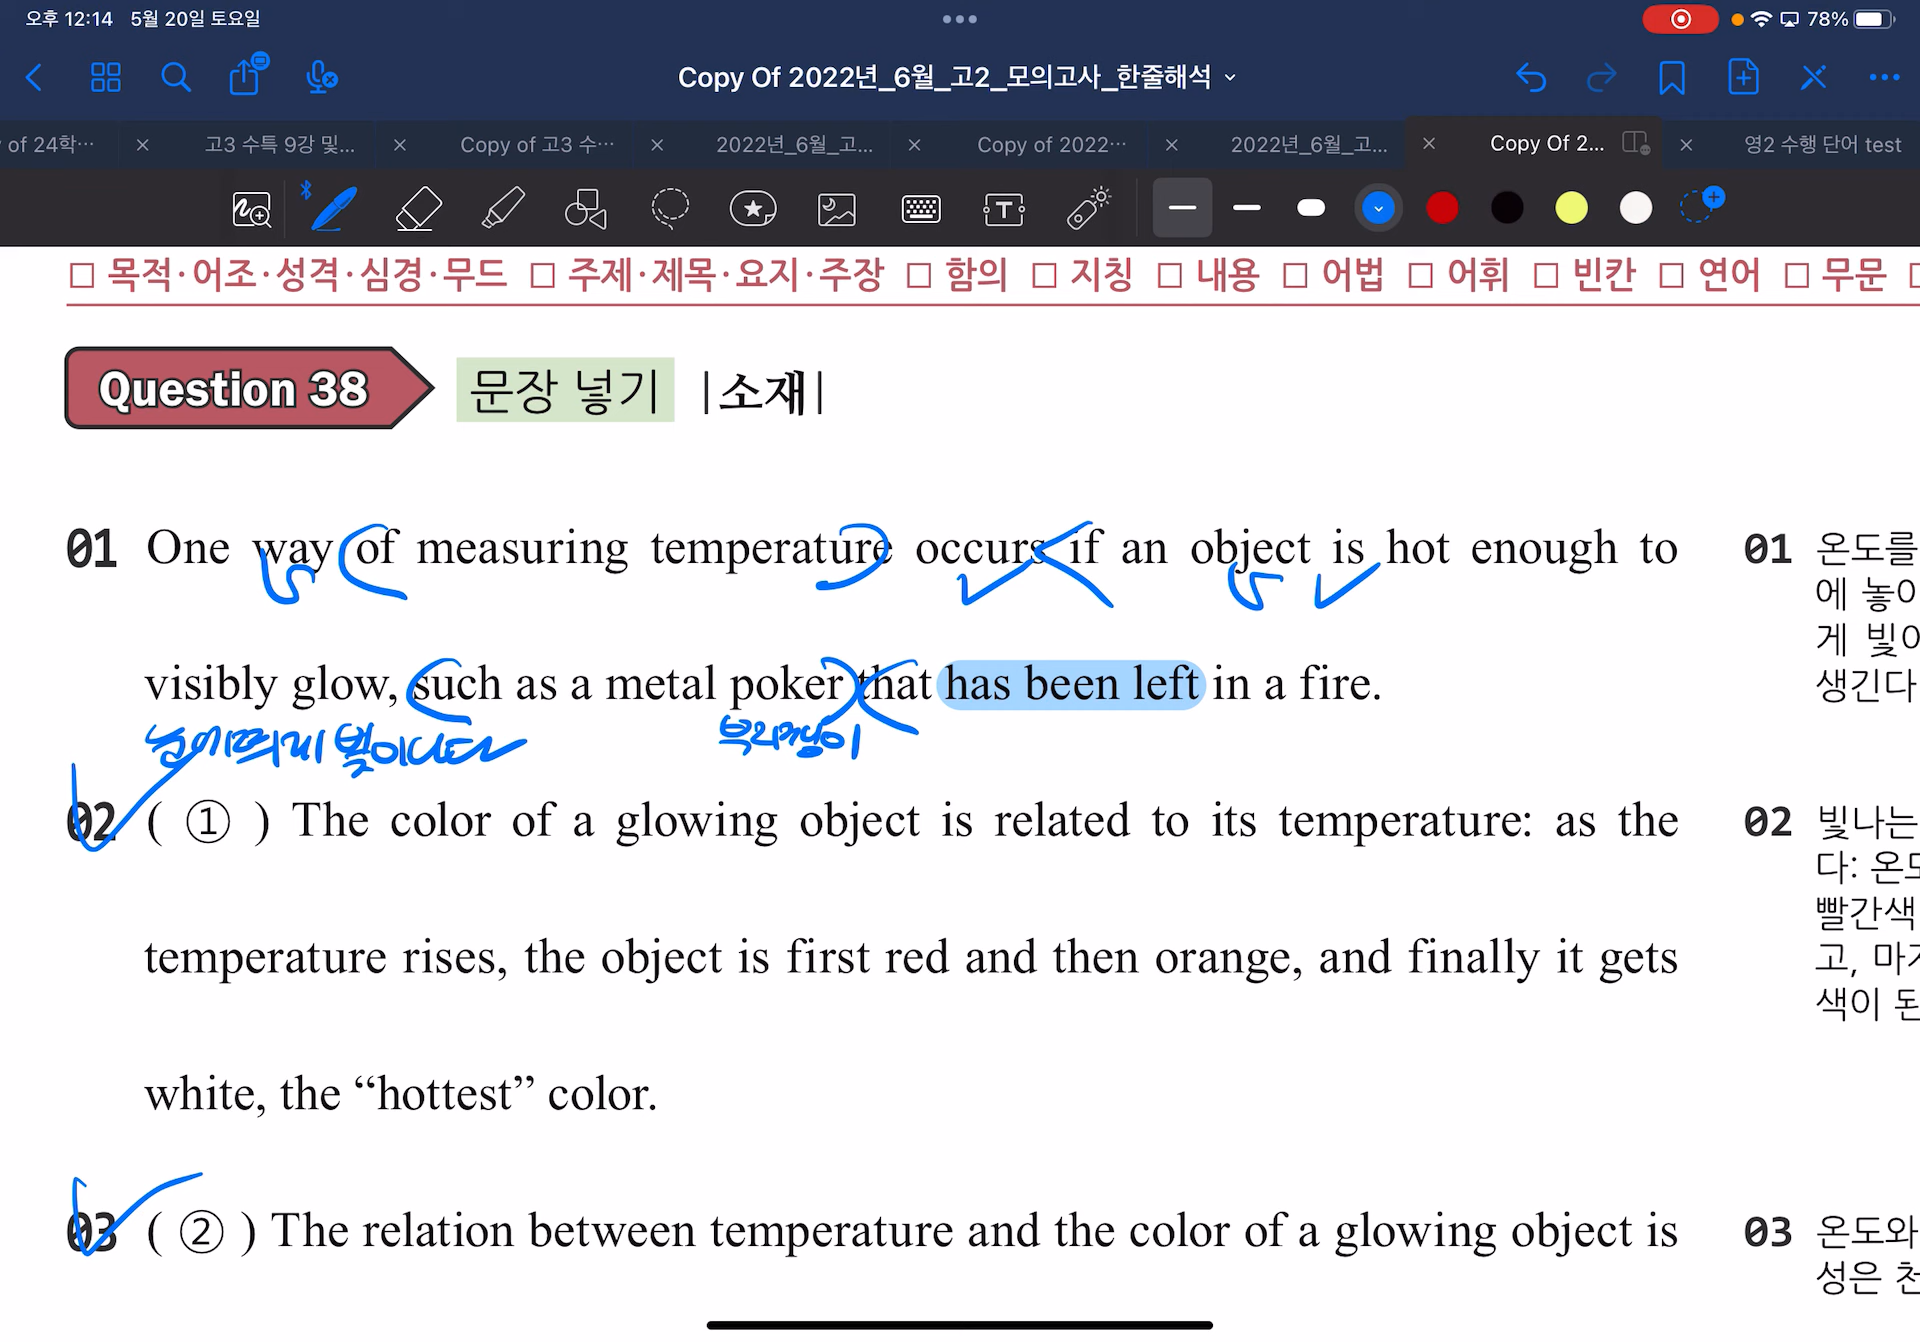 오후 12:14 5월 20일 토요일
78%
Copy Of 2022년_6월_고2_모의고사_한줄해석
of 24학… 고3 수특 9강 및... Copy of 고3 수… 2022년_6월_고... Copy of 2022… 2022년_6월_고... Copy Of 2... 영2 수행 단어 test
□ 목적·어조·성격·심경·무드 □ 주제·제목·요지·주장 □ 함의 □ 지칭 □ 내용 □ 어법 □ 어휘 □ 빈칸 □ 연어 □ 무문
Question 38 문장 넣기 |소재|
01 One way of measuring temperature occurs if an object is hot enough to
visibly glow, such as a metal poker that has been left in a fire.
눈에띄게 빛이나다 부지깽이
02 ( ① ) The color of a glowing object is related to its temperature: as the
temperature rises, the object is first red and then orange, and finally it gets
white, the “hottest” color.
03 ( ② ) The relation between temperature and the color of a glowing object is
01 온도를
에 놓이
게 빛이
생긴다
02 빛나는
다: 온도
빨간색
고, 마지
색이 된
03 온도와
성은 천